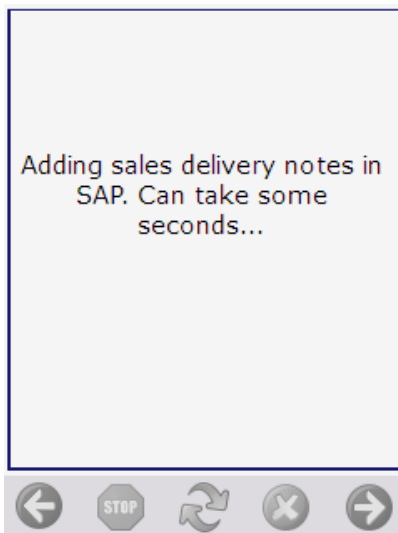 Adding sales delivery notes in
SAP. Can take some
seconds...
STOP